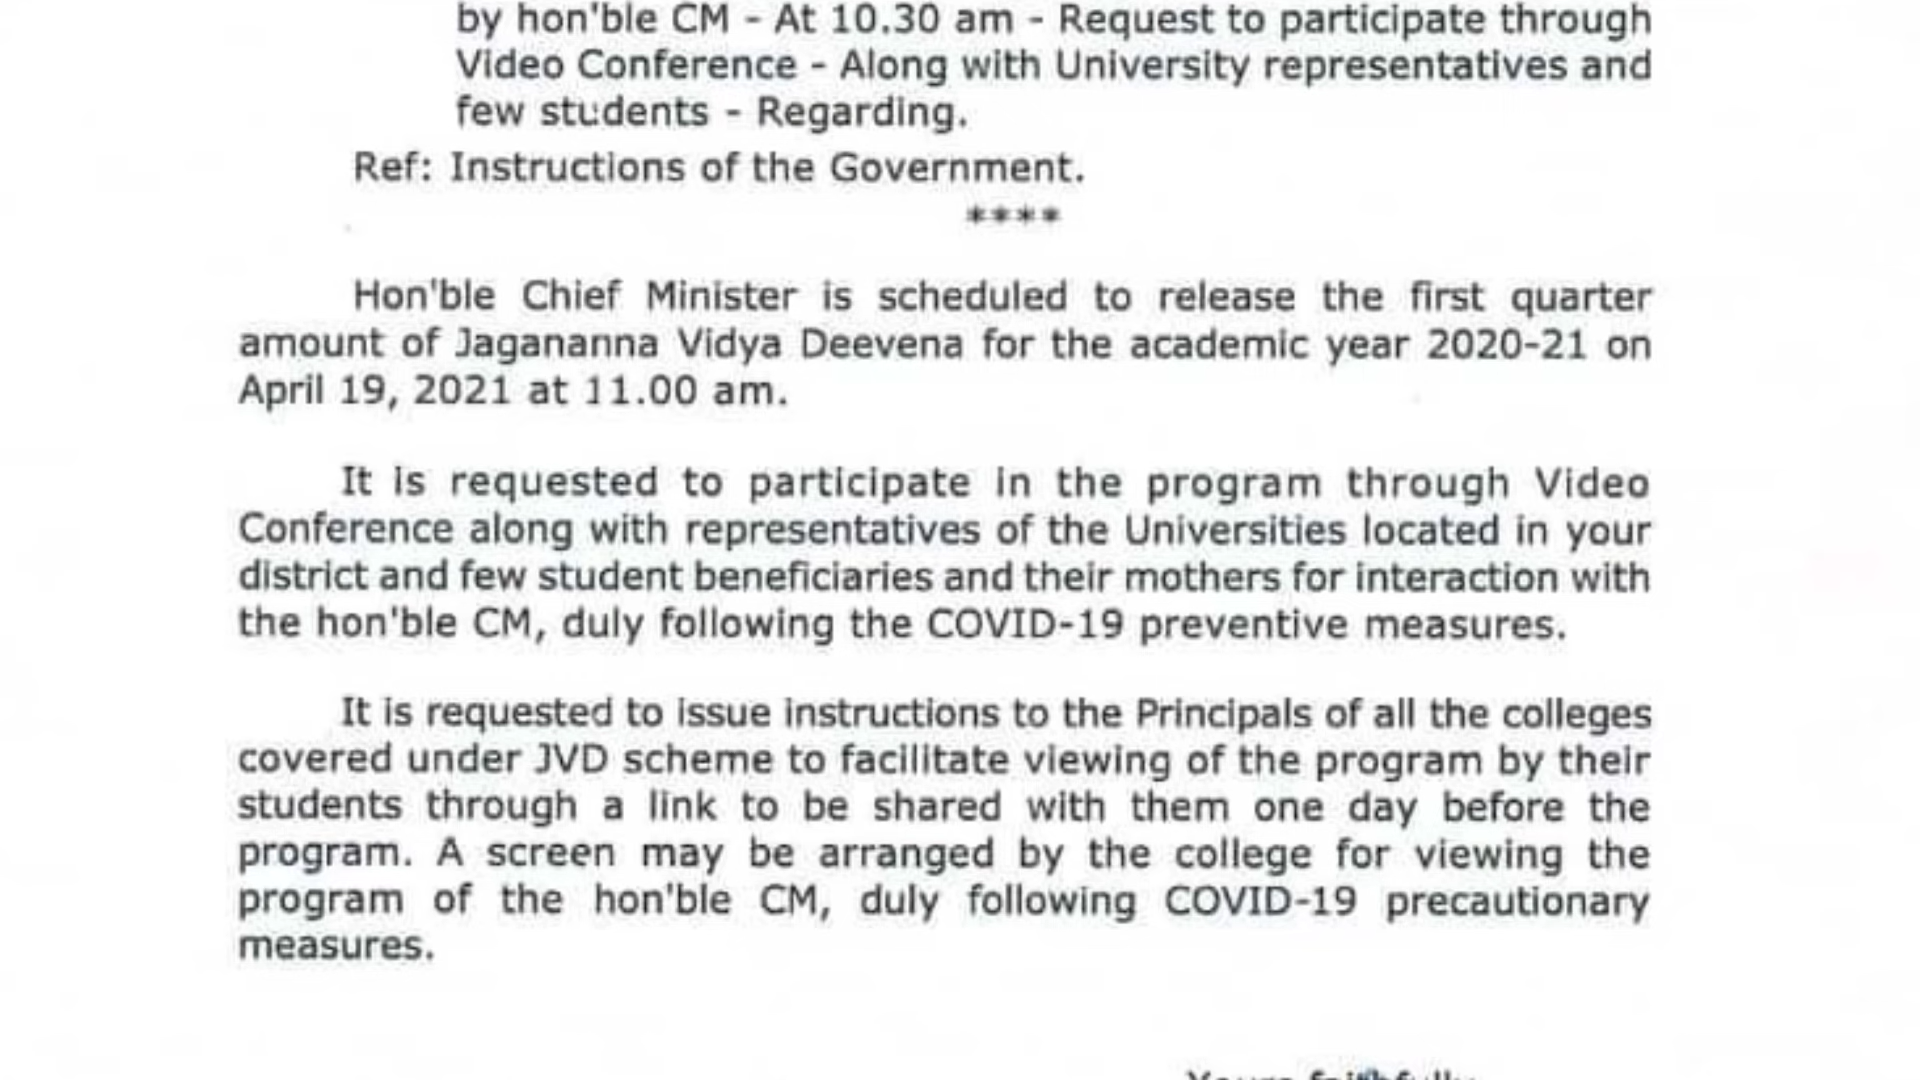 by hon'ble CM - At 10.30 am - Request to participate through
Video Conference - Along with University representatives and
few students - Regarding.
Ref: Instructions of the Government.
****
Hon'ble Chief Minister is scheduled to release the first quarter
amount of Jagananna Vidya Deevena for the academic year 2020-21 on
April 19, 2021 at 11.00 am.
It is requested to participate in the program through Video
Conference along with representatives of the Universities located in your
district and few student beneficiaries and their mothers for interaction with
the hon'ble CM, duly following the COVID-19 preventive measures.
It is requested to issue instructions to the Principals of all the colleges
covered under JVD scheme to facilitate viewing of the program by their
students through a link to be shared with them one day before the
program. A screen may be arranged by the college for viewing the
program of the hon'ble CM, duly following COVID-19 precautionary
measures.
Yours faithfully